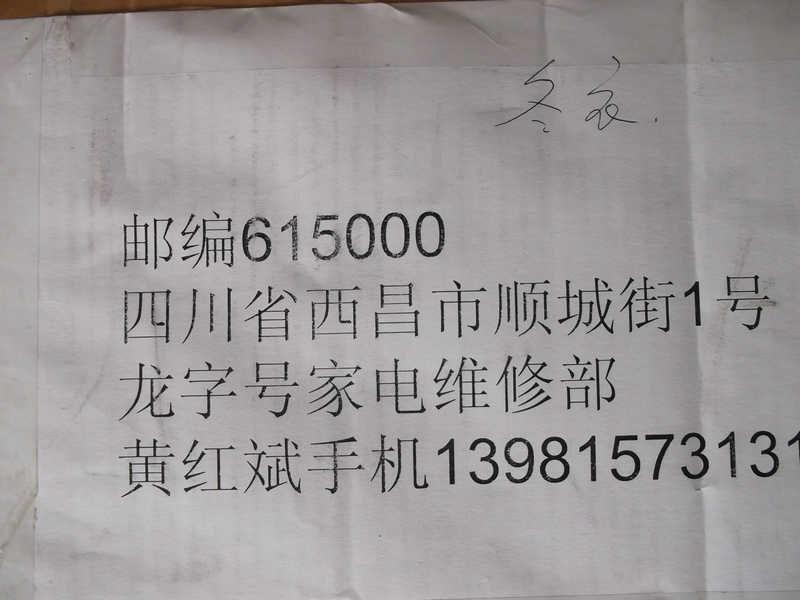 冬衣.
邮编615000
四川省西昌市顺城街1号
龙字号家电维修部
黄红斌手机13981573131